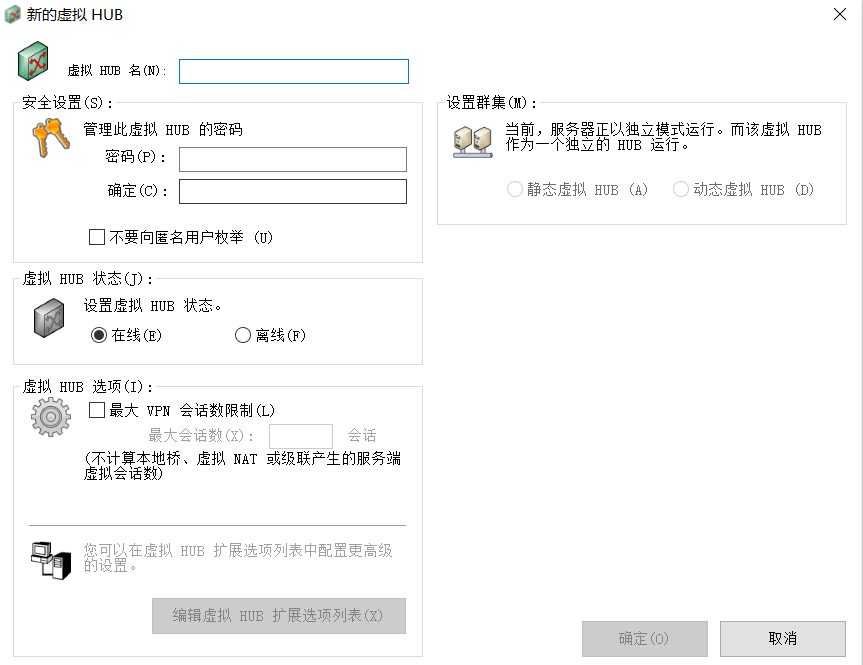 新的虚拟 HUB
虚拟 HUB 名(N):
安全设置(S):
管理此虚拟 HUB 的密码
密码(P):
确定(C):
不要向匿名用户枚举 (U)
虚拟 HUB 状态(J):
设置虚拟 HUB 状态。
在线(E)
离线(F)
虚拟 HUB 选项(I):
最大 VPN 会话数限制(L)
最大会话数(X):
会话
(不计算本地桥、虚拟 NAT 或级联产生的服务端
虚拟会话数)
您可以在虚拟 HUB 扩展选项列表中配置更高级
的设置。
编辑虚拟 HUB 扩展选项列表(X)
设置群集(M):
当前，服务器正以独立模式运行。而该虚拟 HUB
作为一个独立的 HUB 运行。
静态虚拟 HUB (A)
动态虚拟 HUB (D)
确定(O)
取消